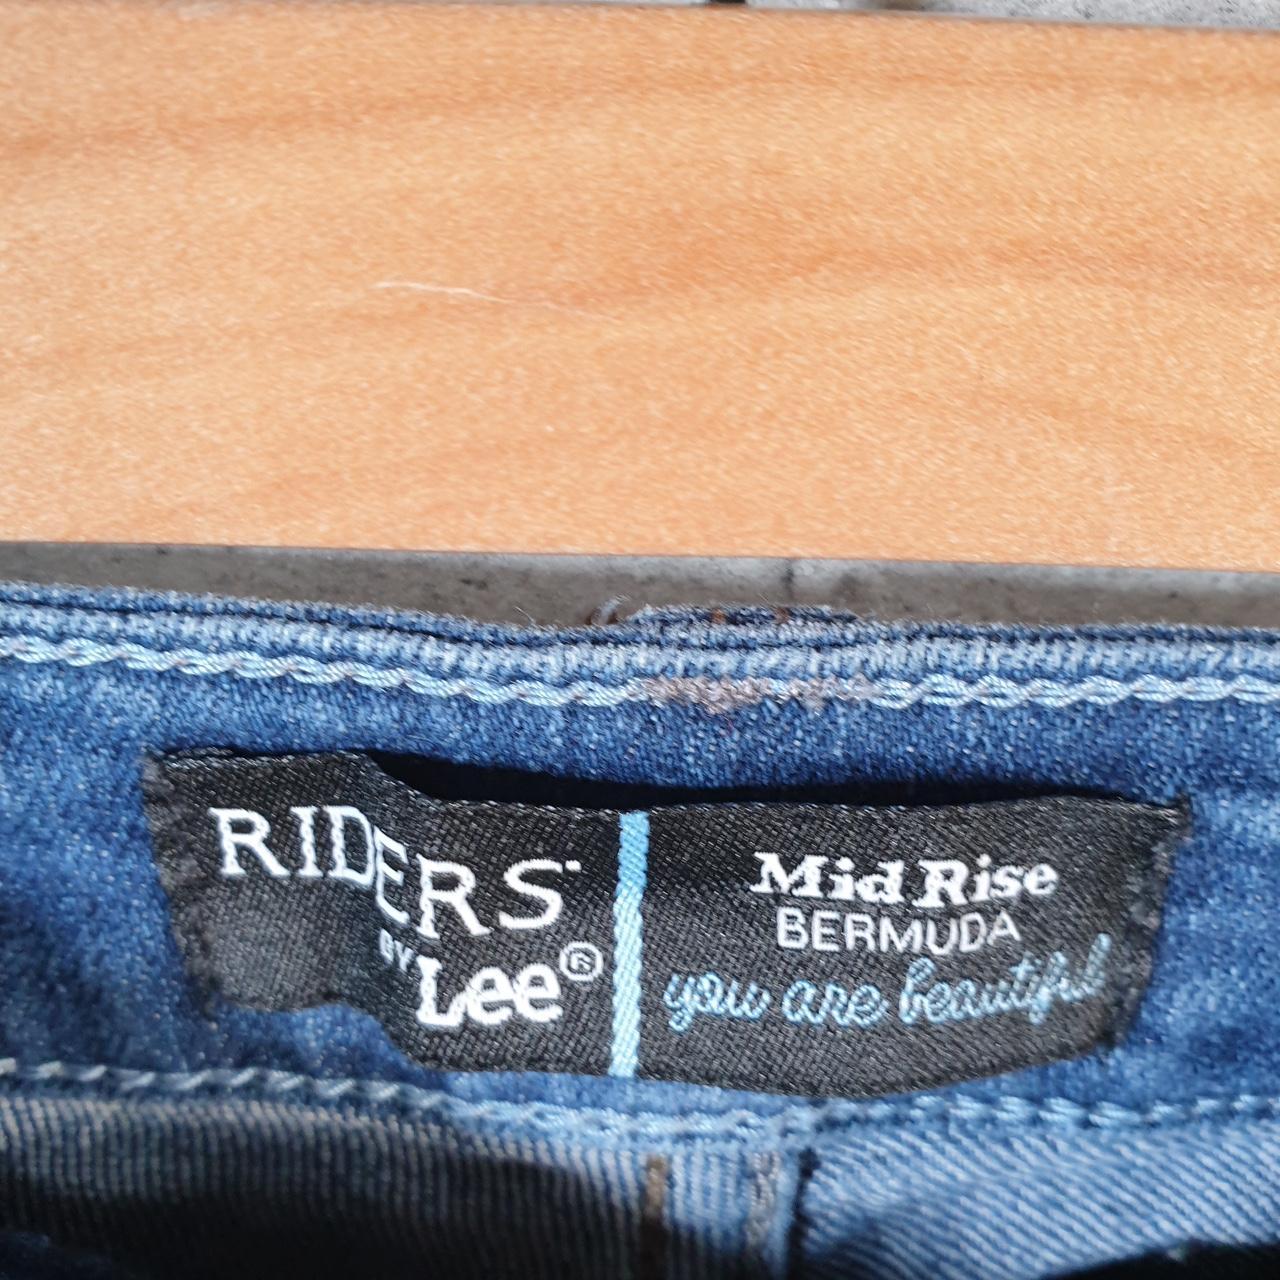 RIDERS
BY Lee®
Mid Rise
BERMUDA
you are beautiful